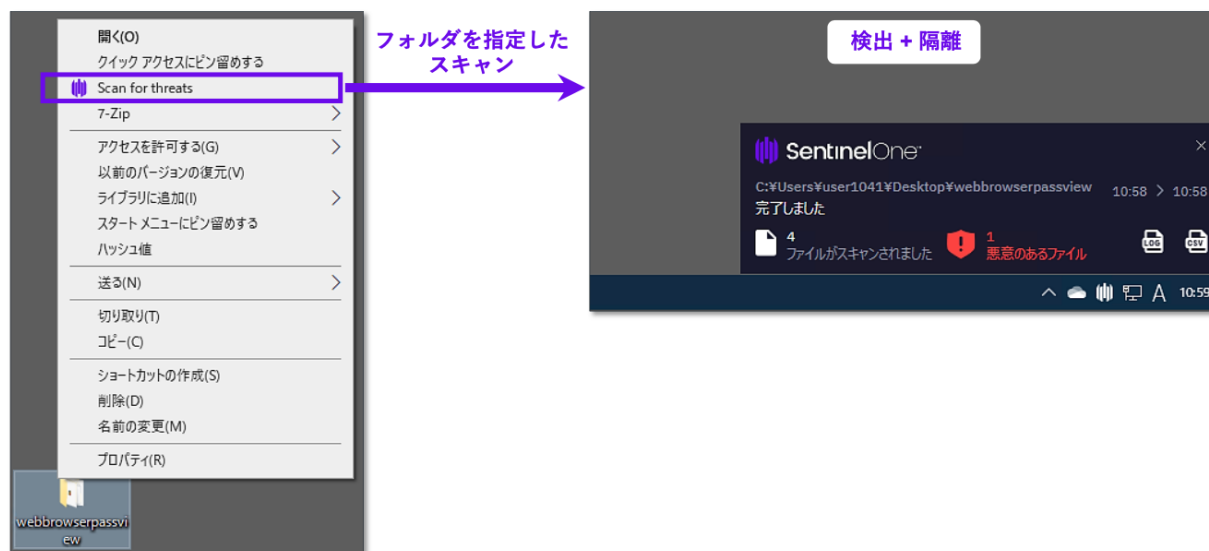 開く(O)
クイック アクセスにピン留めする
Scan for threats
7-Zip
アクセスを許可する(G)
以前のバージョンの復元(V)
ライブラリに追加(I)
スタート メニューにピン留めする
ハッシュ値
送る(N)
切り取り(T)
コピー(C)
ショートカットの作成(S)
削除(D)
名前の変更(M)
プロパティ(R)
webbrowserpassvi
ew
フォルダを指定した
スキャン
検出 + 隔離
SentinelOne
C:¥Users¥user1041¥Desktop¥webbrowserpassview 10:58 > 10:58
完了しました
4
ファイルがスキャンされました
1
悪意のあるファイル
LOG
CSV
A 10:59